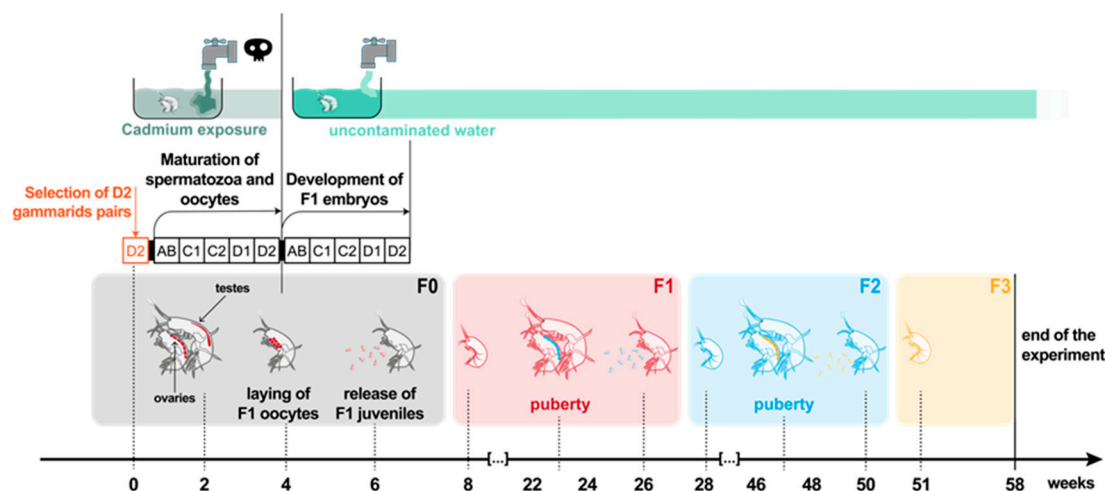 Cadmium exposure
uncontaminated water
Maturation of
spermatozoa and
oocytes
Development of
F1 embryos
Selection of D2
gammarids pairs
D2 AB C1 C2 D1 D2 AB C1 C2 D1 D2
F0
F1
F2
F3
testes
ovaries
laying of
F1 oocytes
release of
F1 juveniles
puberty
puberty
end of the
experiment
[...] [...]
0 2 4 6 8 22 24 26 28 46 48 50 51 58 weeks